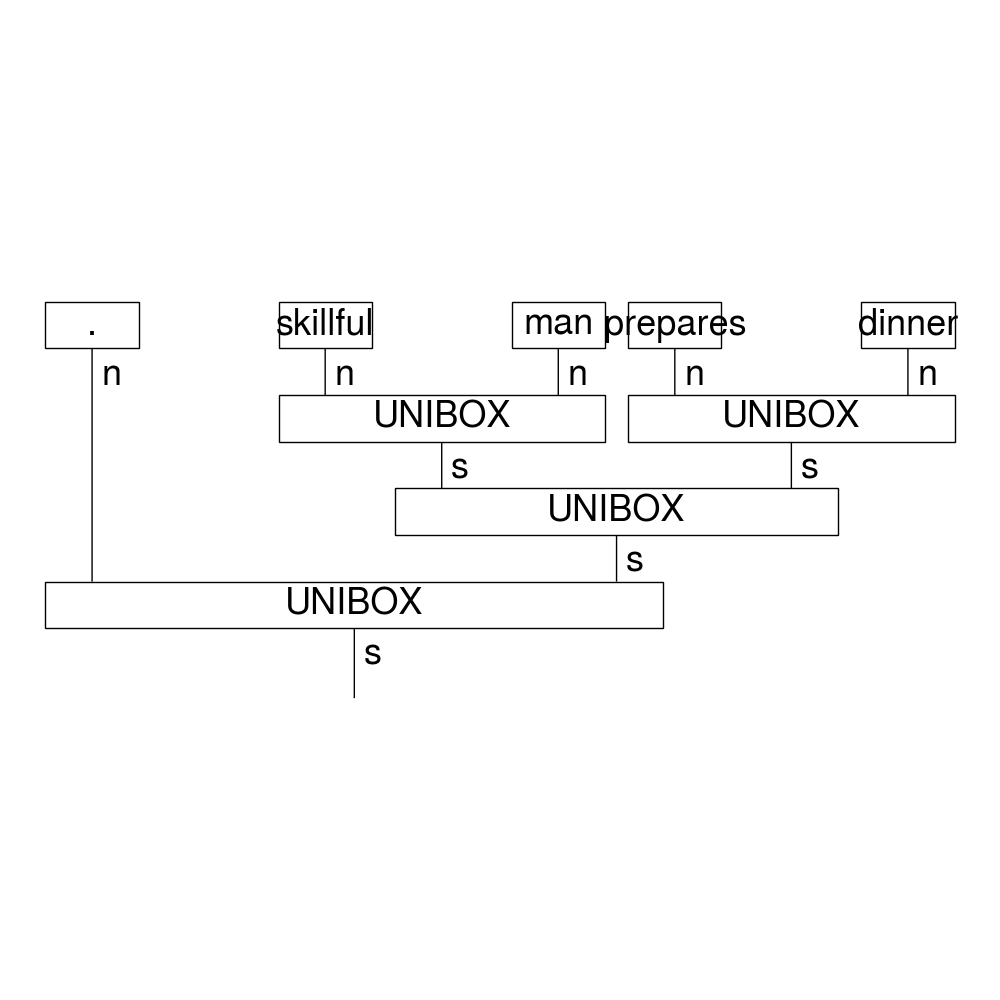 . skillful man prepares dinner
n n n n n
UNIBOX UNIBOX
s s
UNIBOX
s
UNIBOX
s